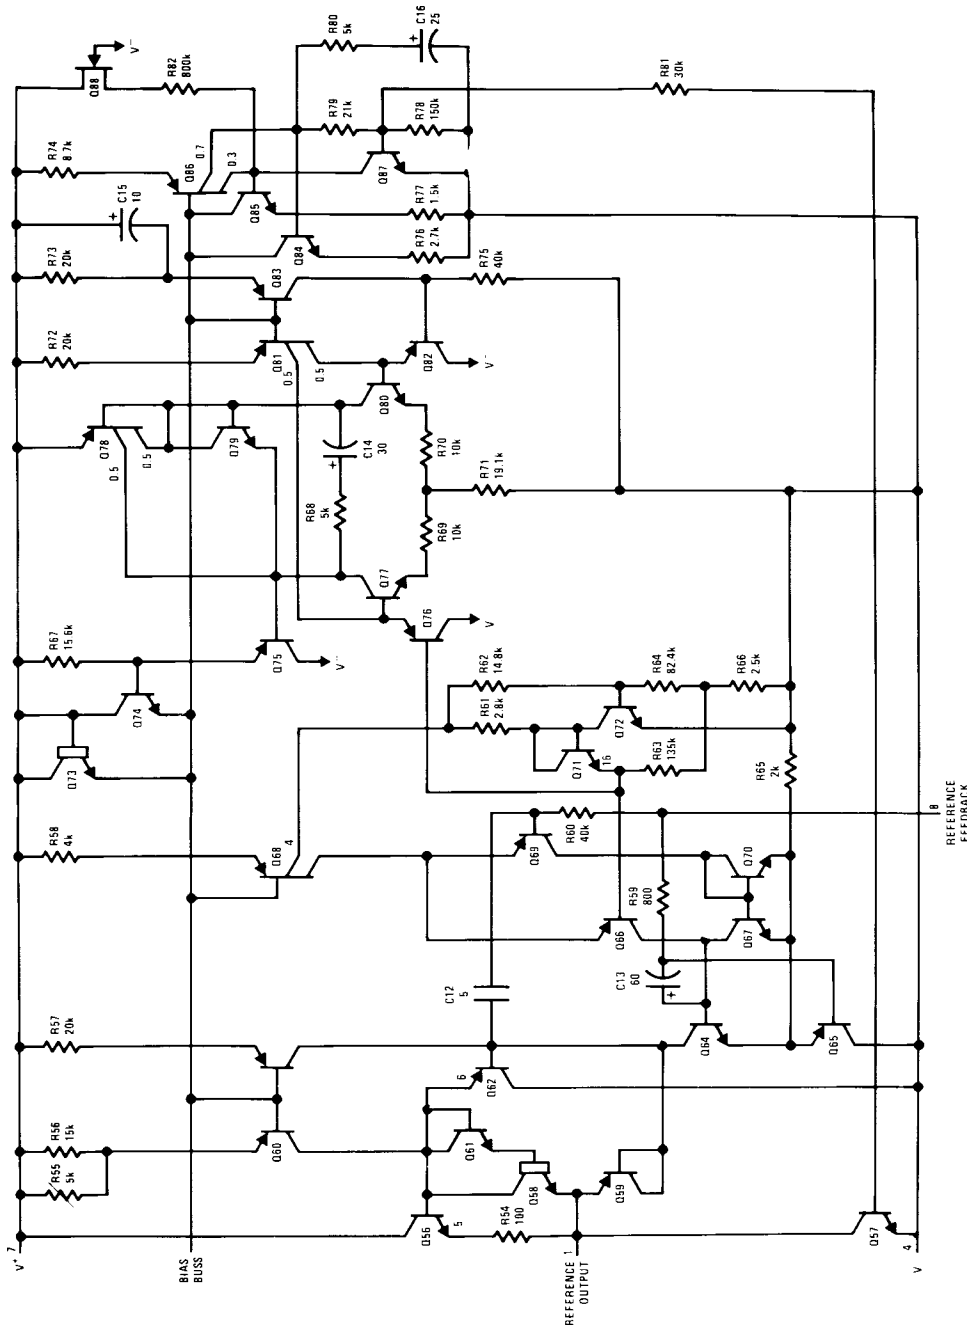 V+ 7
R55
5k
R56
15k
R57
20k
R58
4k
R67
15.6k
R72
20k
R73
20k
C15
10
R74
8.7k
Q88
V-
R82
800k
BIAS
BUSS
Q60
Q68
4
Q73
Q74
Q75
V-
Q78
0.5
0.5
Q79
Q81
0.5
0.5
Q83
Q84
Q85
Q86
0.7
0.3
R80
5k
C16
25
R79
21k
R78
150k
Q87
R77
1.5k
R76
2.7k
R75
40k
R81
30k
Q82
V-
Q80
C14
30
R68
5k
R70
10k
R69
10k
R71
19.1k
Q77
Q76
V
R62
14.8k
R61
2.8k
R64
82.4k
R66
2.5k
Q72
Q71
16
R63
135k
R65
2k
Q69
R60
40k
R59
800
Q70
Q66
Q67
C13
60
C12
5
Q64
Q65
6
Q62
Q61
Q58
Q59
Q56
5
R54
100
Q57
REFERENCE
OUTPUT 1
REFERENCE
FEEDBACK
8
V 4